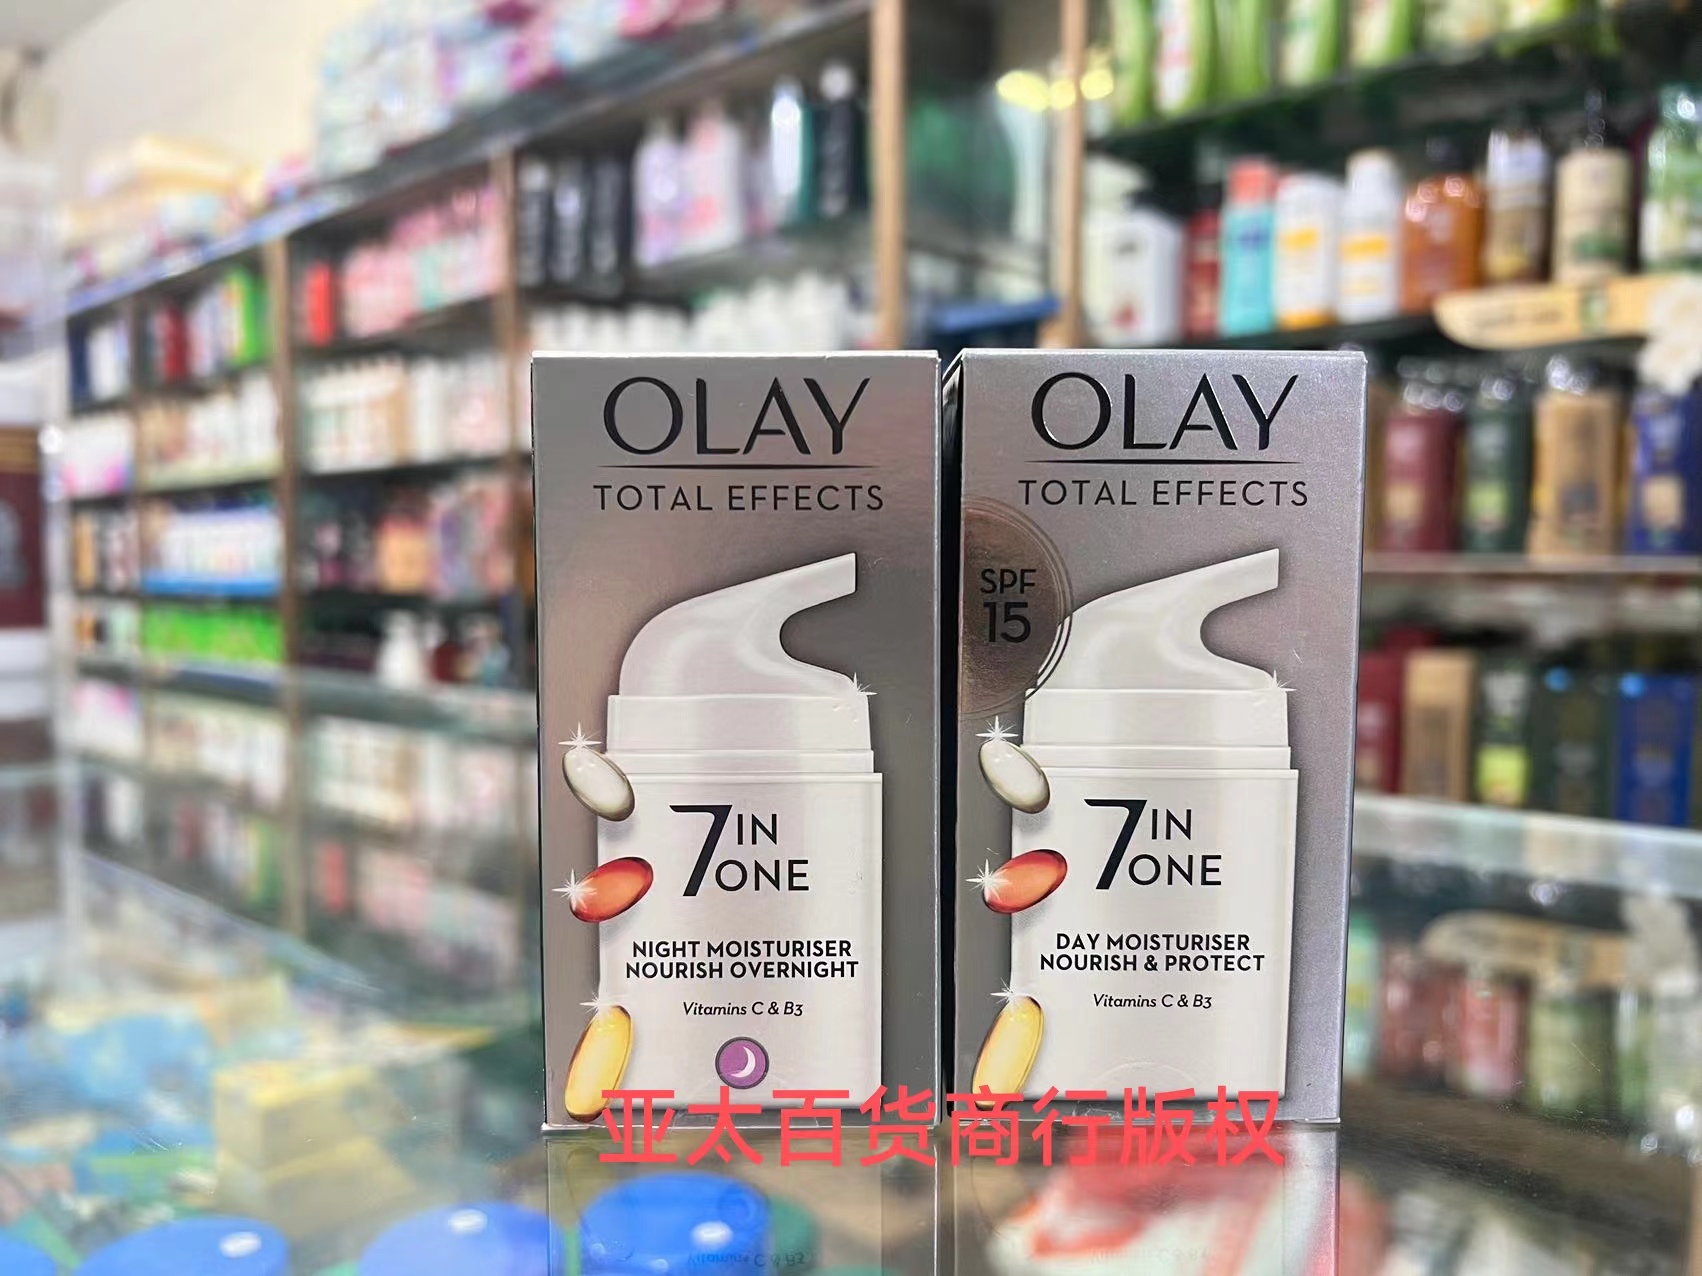 OLAY
TOTAL EFFECTS
7 IN
ONE
NIGHT MOISTURISER
NOURISH OVERNIGHT
Vitamins C & B3
OLAY
TOTAL EFFECTS
SPF
15
7 IN
ONE
DAY MOISTURISER
NOURISH & PROTECT
Vitamins C & B3
亚太百货商行版权